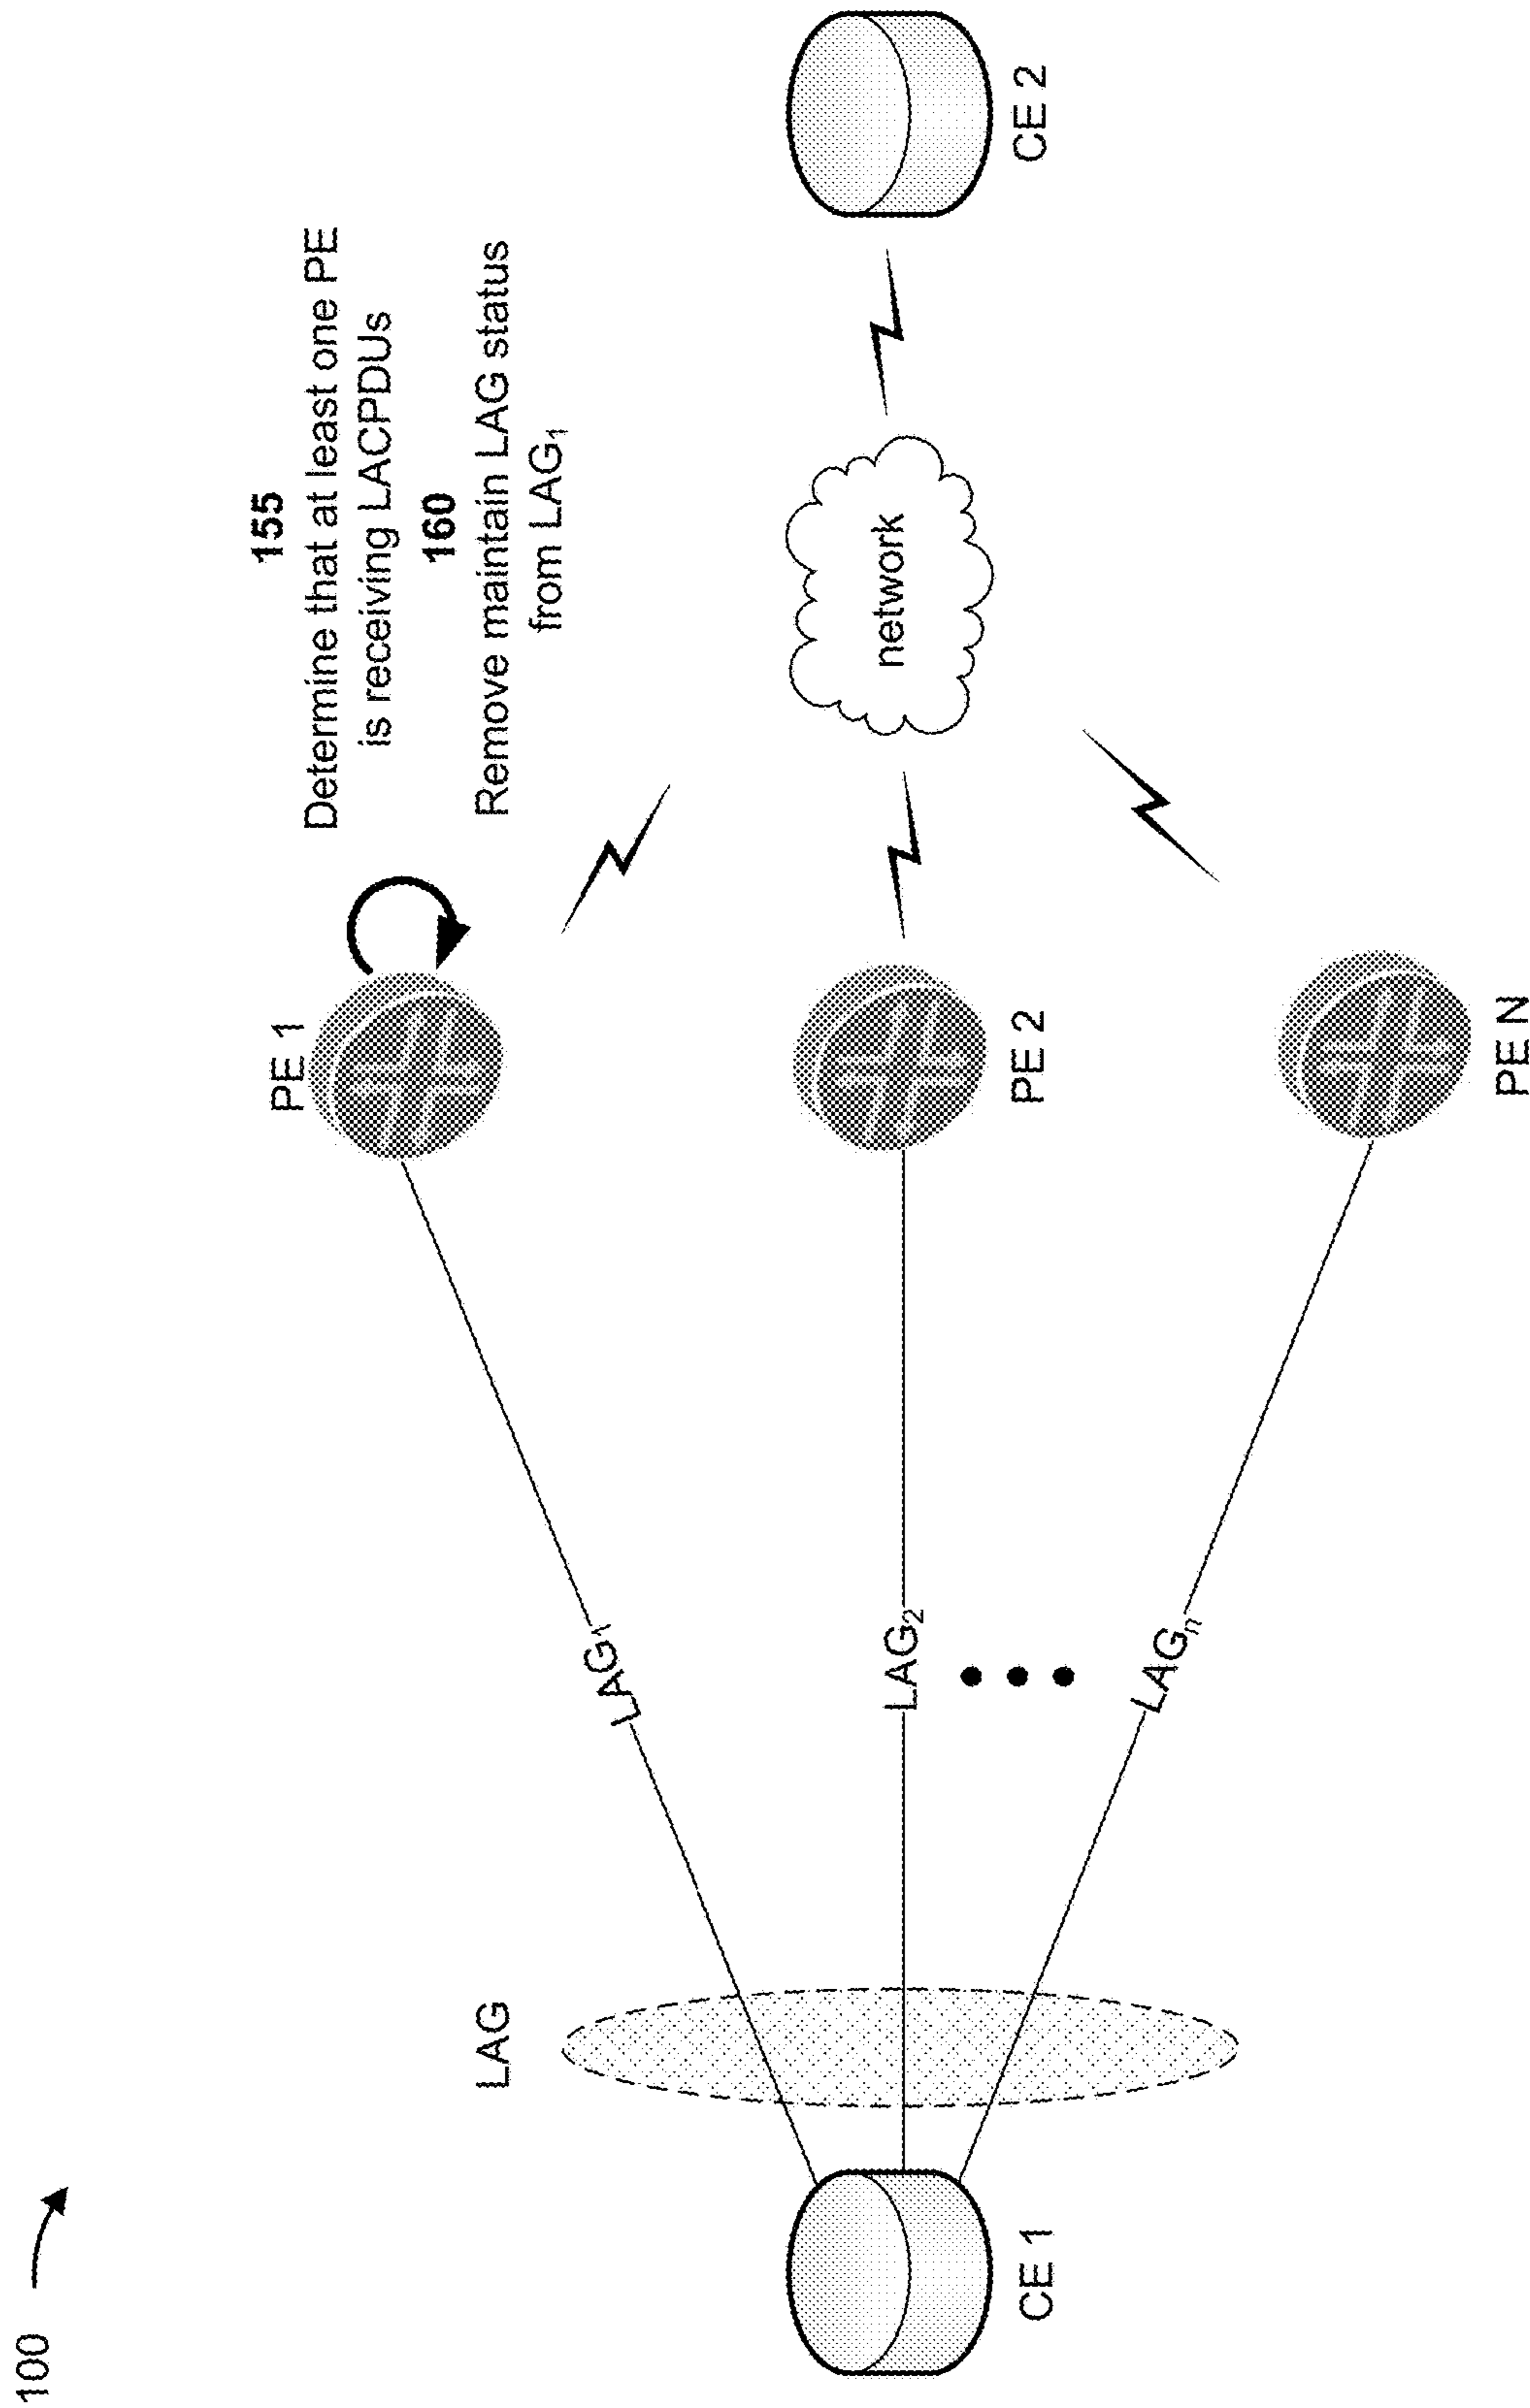 100
155
Determine that at least one PE
is receiving LACPDUs
160
Remove maintain LAG status
from LAG₁
PE 1
LAG
LAG₁
CE 1
LAG₂
PE 2
network
CE 2
LAGₙ
PE N